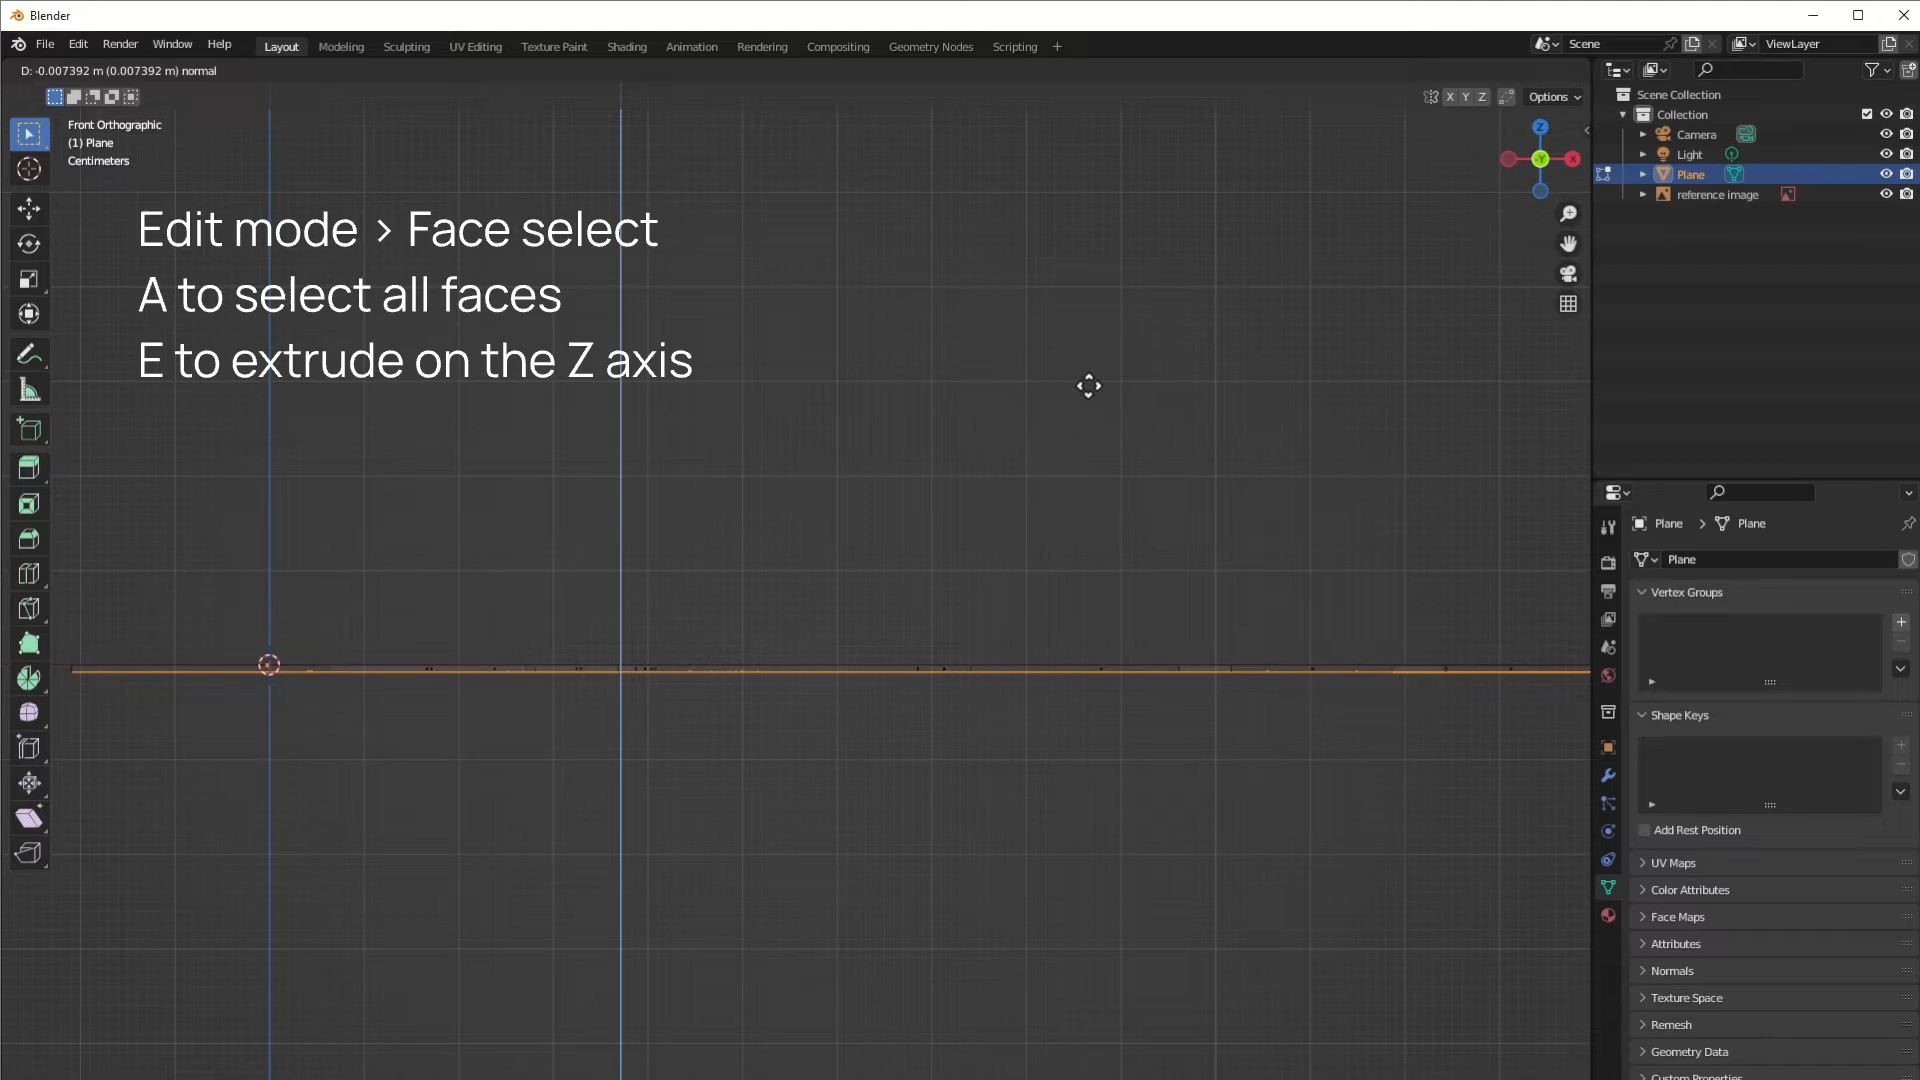 Blender
File Edit Render Window Help Layout Modeling Sculpting UV Editing Texture Paint Shading Animation Rendering Compositing Geometry Nodes Scripting + Scene ViewLayer
D: -0.007392 m (0.007392 m) normal
X Y Z Options
Front Orthographic
(1) Plane
Centimeters
Z
-Y
X
Edit mode > Face select
A to select all faces
E to extrude on the Z axis
Scene Collection
Collection
Camera
Light
Plane
reference image
Plane > Plane
Plane
Vertex Groups
Shape Keys
Add Rest Position
UV Maps
Color Attributes
Face Maps
Attributes
Normals
Texture Space
Remesh
Geometry Data
Custom Properties